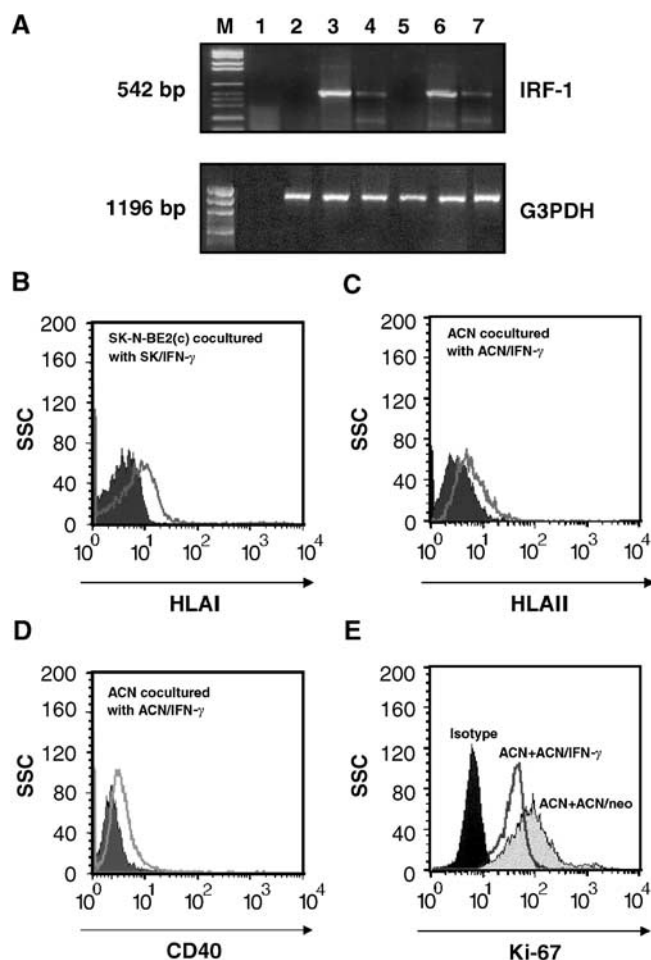 A
M 1 2 3 4 5 6 7
542 bp
IRF-1
1196 bp
G3PDH
B
200
160
120
80
40
0
SSC
SK-N-BE2(c) cocultured
with SK/IFN-γ
10⁰ 10¹ 10² 10³ 10⁴
HLAI
C
200
160
120
80
40
0
SSC
ACN cocultured
with ACN/IFN-γ
10⁰ 10¹ 10² 10³ 10⁴
HLAII
D
200
160
120
80
40
0
SSC
ACN cocultured
with ACN/IFN-γ
10⁰ 10¹ 10² 10³ 10⁴
CD40
E
200
160
120
80
40
0
SSC
Isotype
ACN+ACN/IFN-γ
ACN+ACN/neo
10⁰ 10¹ 10² 10³ 10⁴
Ki-67